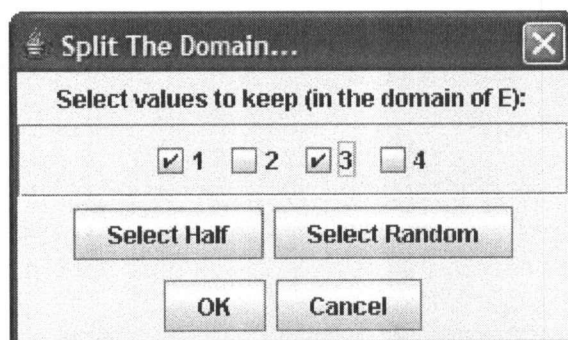 Split The Domain...
Select values to keep (in the domain of E):
1 2 3 4
Select Half Select Random
OK Cancel